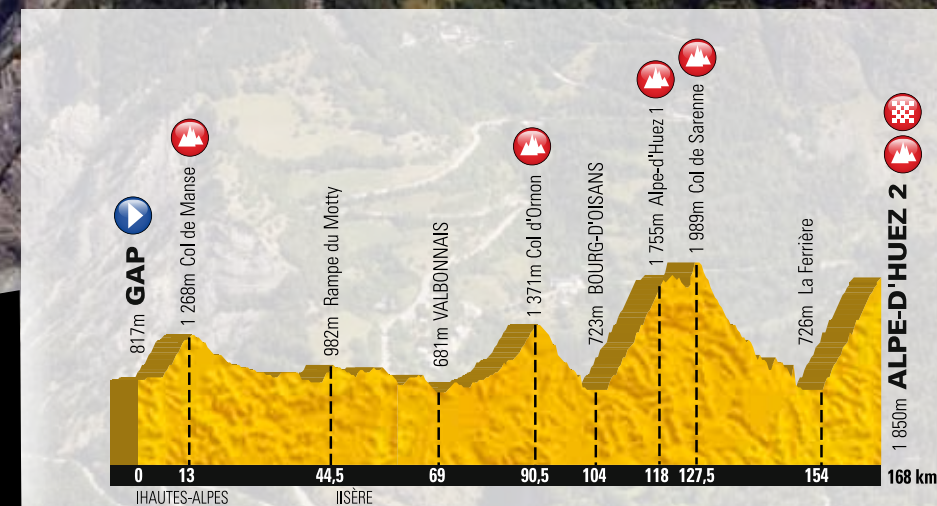 817m GAP
1 268m Col de Manse
982m Rampe du Motty
681m VALBONNAIS
1 371m Col d'Ornon
723m BOURG-D'OISANS
1 755m Alpe-d'Huez 1
1 989m Col de Sarenne
726m La Ferrière
1 850m ALPE-D'HUEZ 2
0 13 44,5 69 90,5 104 118 127,5 154 168 km
HAUTES-ALPES ISÈRE